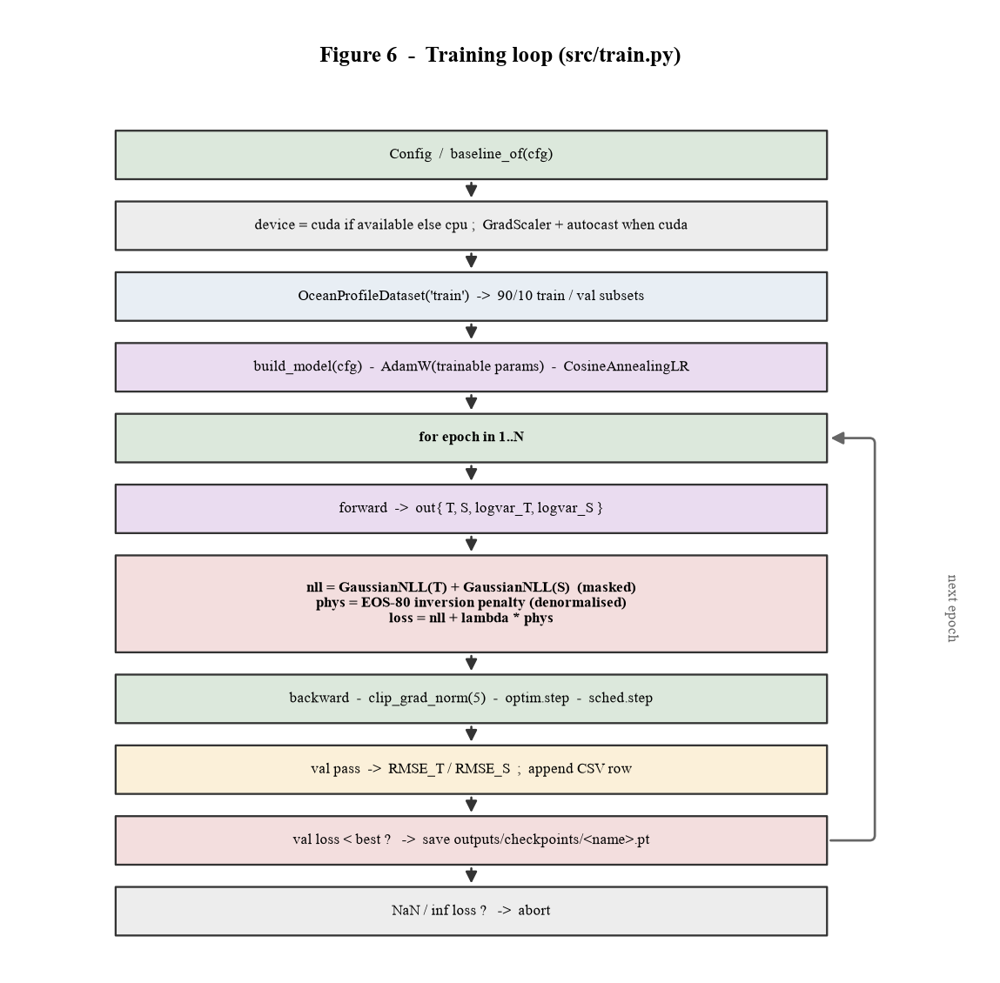 Figure 6 - Training loop (src/train.py)
Config / baseline_of(cfg)
device = cuda if available else cpu ; GradScaler + autocast when cuda
OceanProfileDataset('train') -> 90/10 train / val subsets
build_model(cfg) - AdamW(trainable params) - CosineAnnealingLR
for epoch in 1..N
forward -> out{ T, S, logvar_T, logvar_S }
nll = GaussianNLL(T) + GaussianNLL(S) (masked)
phys = EOS-80 inversion penalty (denormalised)
loss = nll + lambda * phys
backward - clip_grad_norm(5) - optim.step - sched.step
val pass -> RMSE_T / RMSE_S ; append CSV row
val loss < best ? -> save outputs/checkpoints/<name>.pt
NaN / inf loss ? -> abort
next epoch